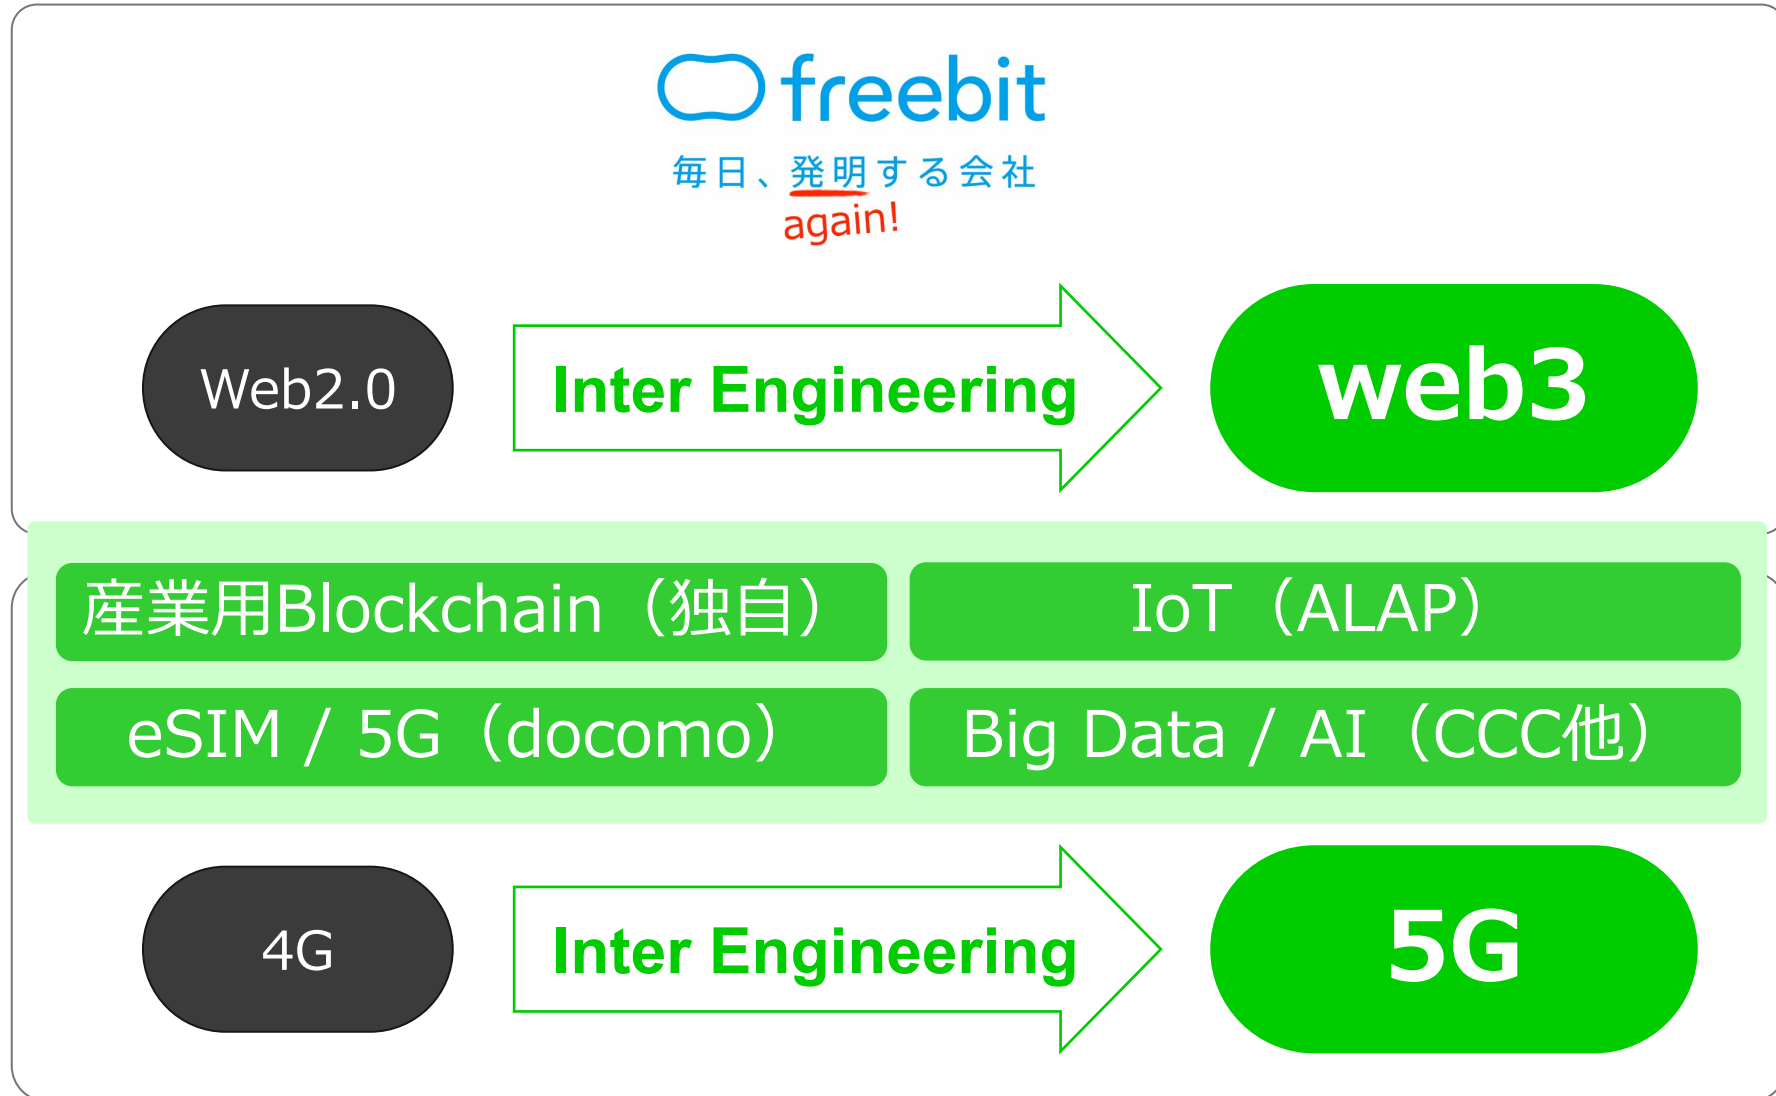 freebit
毎日、発明する会社
again!
Web2.0
Inter Engineering
web3
産業用Blockchain（独自）
IoT（ALAP）
eSIM / 5G（docomo）
Big Data / AI（CCC他）
4G
Inter Engineering
5G